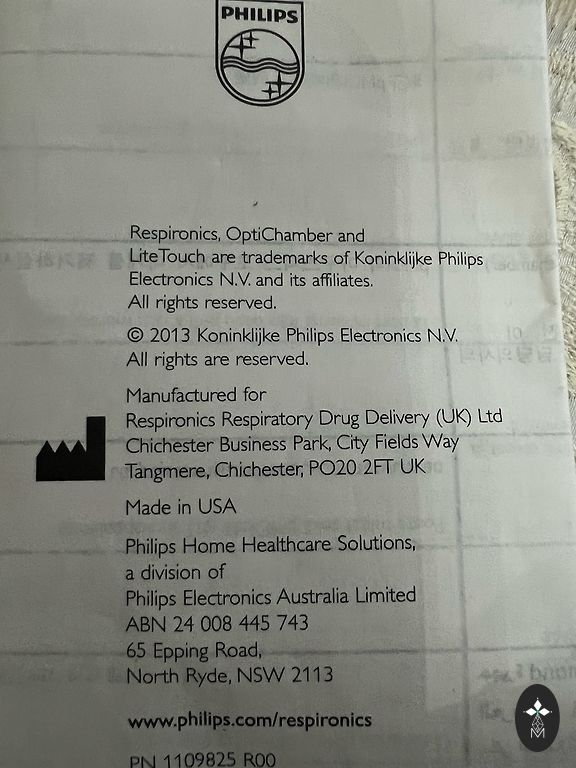 PHILIPS
Respironics, OptiChamber and
LiteTouch are trademarks of Koninklijke Philips
Electronics N.V. and its affiliates.
All rights reserved.
© 2013 Koninklijke Philips Electronics N.V.
All rights are reserved.
Manufactured for
Respironics Respiratory Drug Delivery (UK) Ltd
Chichester Business Park, City Fields Way
Tangmere, Chichester, PO20 2FT UK
Made in USA
Philips Home Healthcare Solutions,
a division of
Philips Electronics Australia Limited
ABN 24 008 445 743
65 Epping Road,
North Ryde, NSW 2113
www.philips.com/respironics
PN 1109825 R00